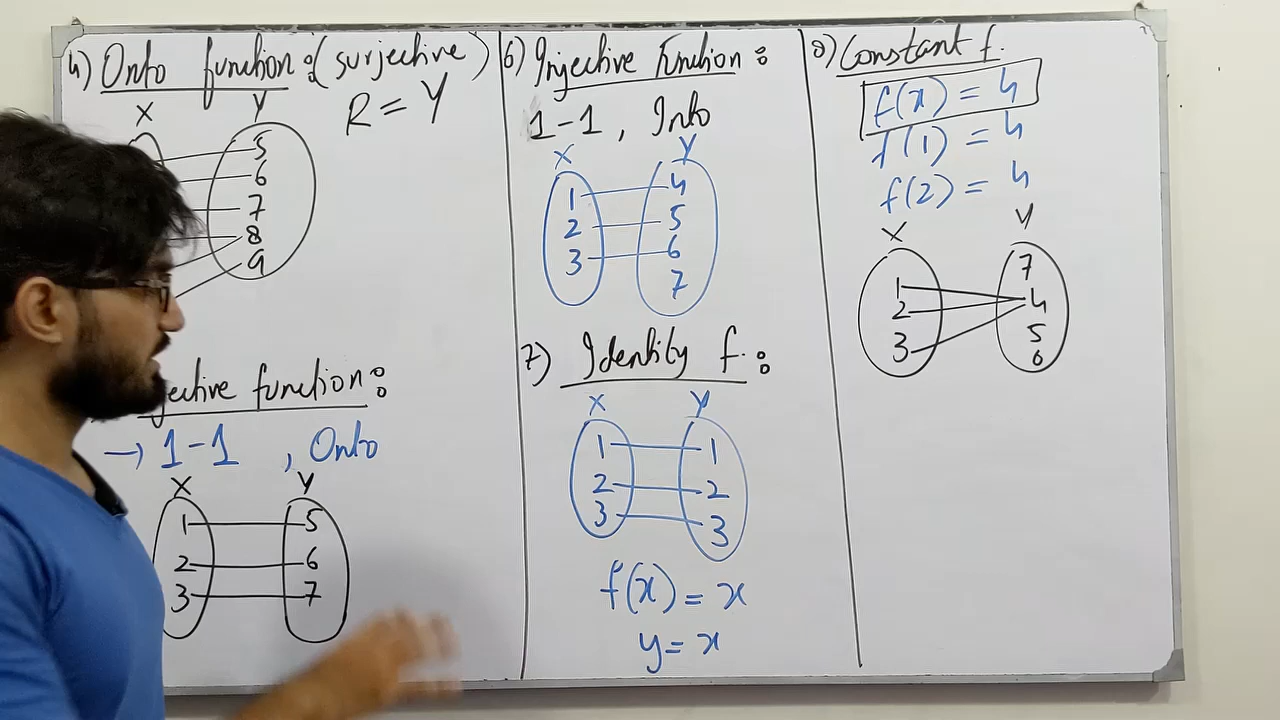 4) Onto function : (surjective)
R = Y
X Y
5
6
7
8
9
jective function :
→ 1-1 , Onto
X Y
1 5
2 6
3 7
6) Injective Function :
1-1 , Into
X Y
1 4
2 5
3 6
7
7) Identity f. :
X Y
1 1
2 2
3 3
f(x) = x
y = x
8) Constant f.
f(x) = 4
f(1) = 4
f(2) = 4
X Y
7
1 4
2 5
3 6